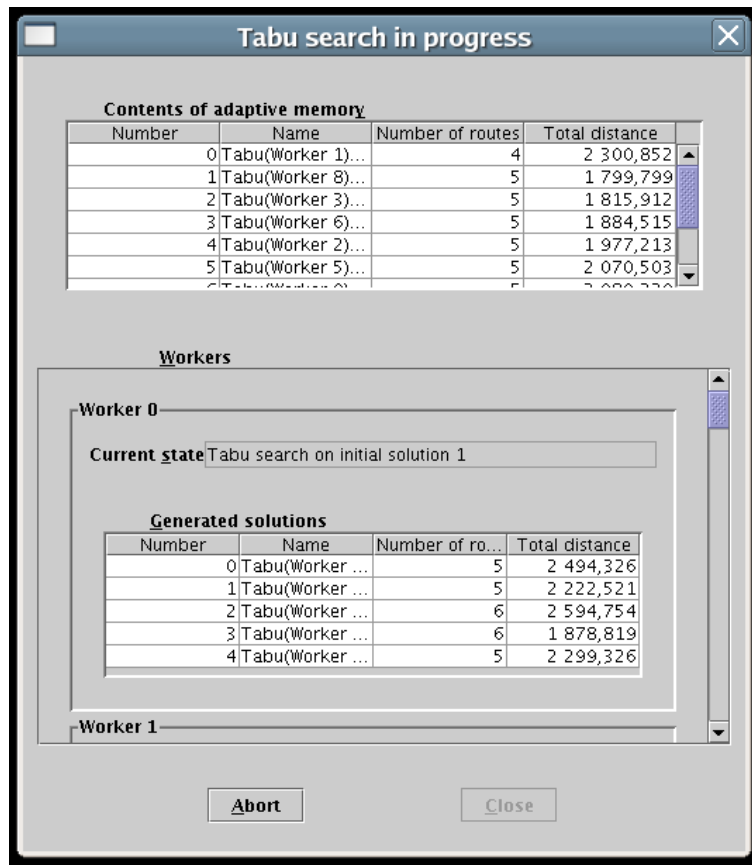 Tabu search in progress
Contents of adaptive memory
Number Name Number of routes Total distance
0 Tabu(Worker 1)... 4 2 300,852
1 Tabu(Worker 8)... 5 1 799,799
2 Tabu(Worker 3)... 5 1 815,912
3 Tabu(Worker 6)... 5 1 884,515
4 Tabu(Worker 2)... 5 1 977,213
5 Tabu(Worker 5)... 5 2 070,503
Workers
Worker 0
Current state Tabu search on initial solution 1
Generated solutions
Number Name Number of ro... Total distance
0 Tabu(Worker ... 5 2 494,326
1 Tabu(Worker ... 5 2 222,521
2 Tabu(Worker ... 6 2 594,754
3 Tabu(Worker ... 6 1 878,819
4 Tabu(Worker ... 5 2 299,326
Worker 1
Abort Close